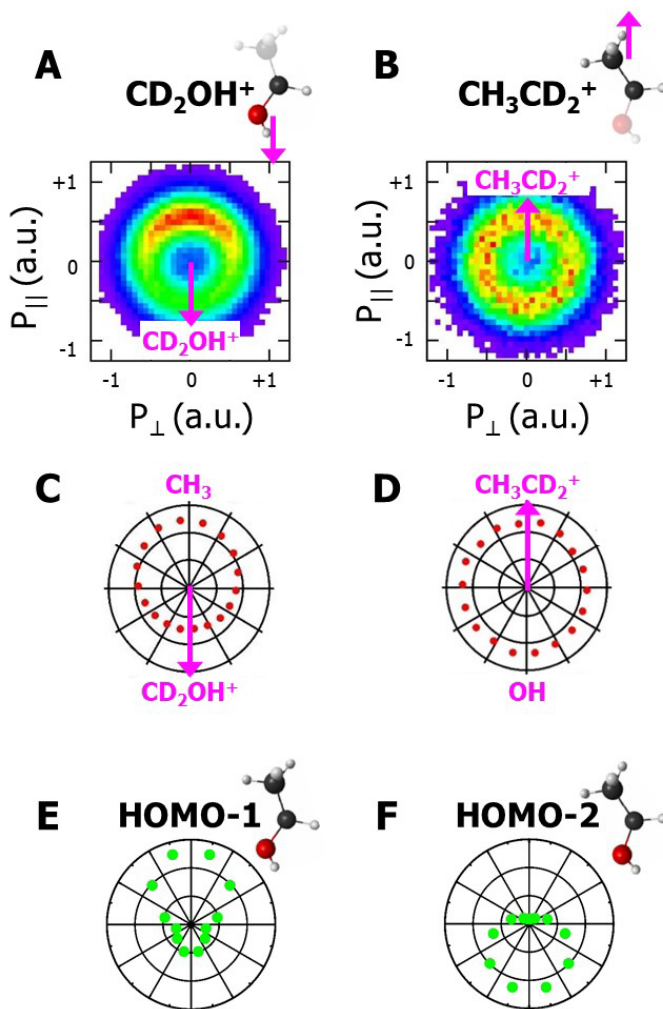 A
CD₂OH⁺
B
CH₃CD₂⁺
+1
0
-1
P|| (a.u.)
CD₂OH⁺
-1 0 +1
P⊥ (a.u.)
+1
0
-1
P|| (a.u.)
CH₃CD₂⁺
-1 0 +1
P⊥ (a.u.)
C
CH₃
CD₂OH⁺
D
CH₃CD₂⁺
OH
E
HOMO-1
F
HOMO-2